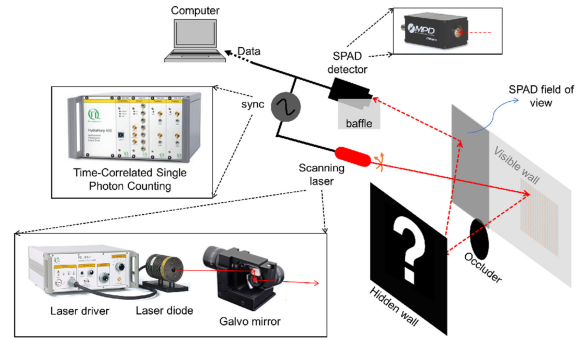 Computer
Data
SPAD
detector
MPD
SPAD field of
view
sync
baffle
Visible wall
Time-Correlated Single
Photon Counting
Scanning
laser
Occluder
Hidden wall
?
Laser driver
Laser diode
Galvo mirror